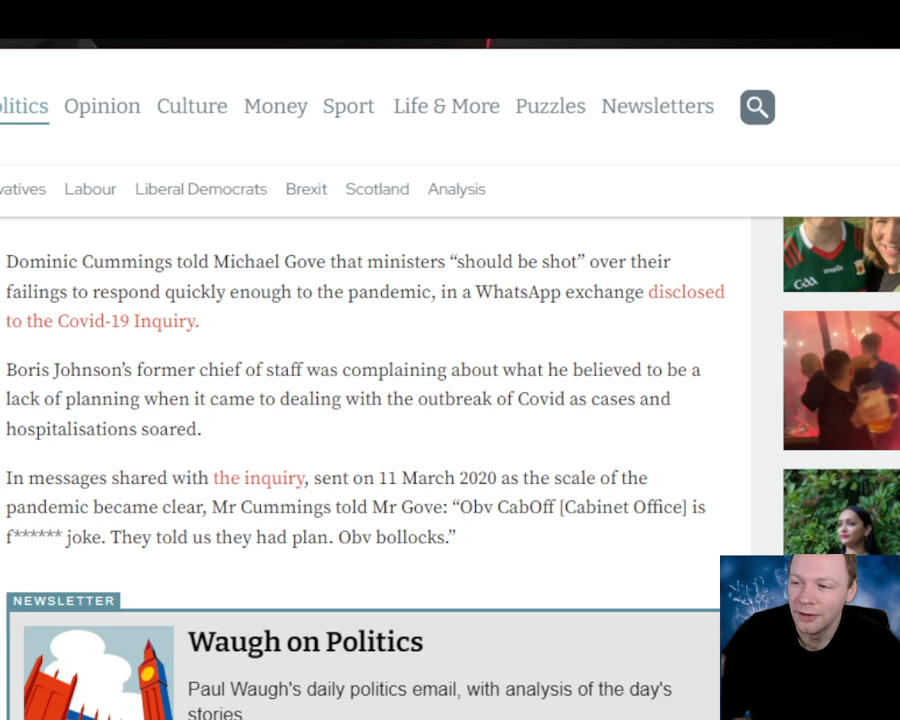 olitics Opinion Culture Money Sport Life & More Puzzles Newsletters
vatives Labour Liberal Democrats Brexit Scotland Analysis
Dominic Cummings told Michael Gove that ministers “should be shot” over their
failings to respond quickly enough to the pandemic, in a WhatsApp exchange disclosed
to the Covid-19 Inquiry.
Boris Johnson’s former chief of staff was complaining about what he believed to be a
lack of planning when it came to dealing with the outbreak of Covid as cases and
hospitalisations soared.
In messages shared with the inquiry, sent on 11 March 2020 as the scale of the
pandemic became clear, Mr Cummings told Mr Gove: “Obv CabOff [Cabinet Office] is
f****** joke. They told us they had plan. Obv bollocks.”
NEWSLETTER
Waugh on Politics
Paul Waugh's daily politics email, with analysis of the day's
stories